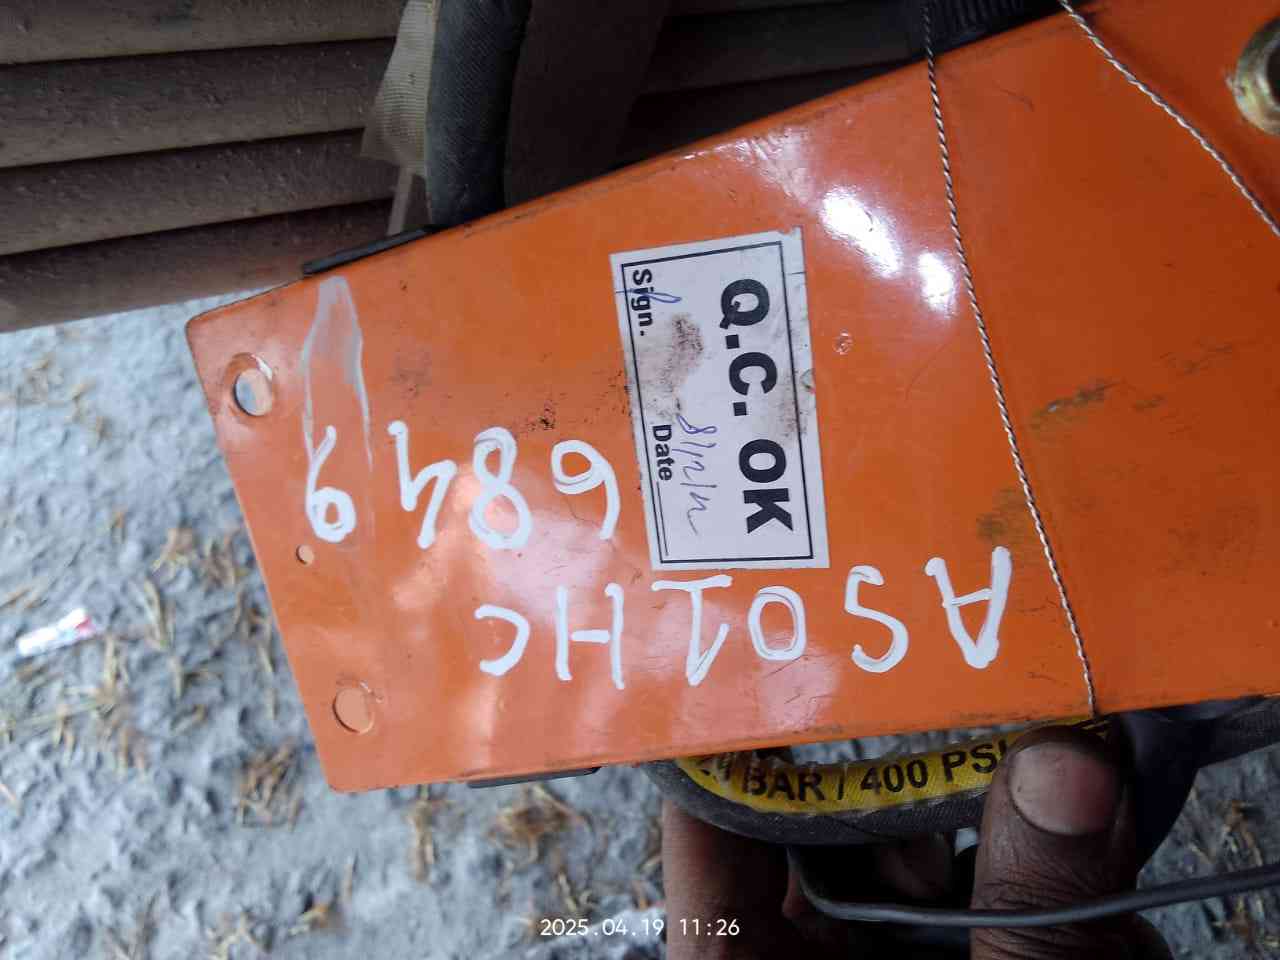 Q.C. OK
Sign. Date
AS01HC
6849
BAR / 400 PSI
2025.04.19 11:26